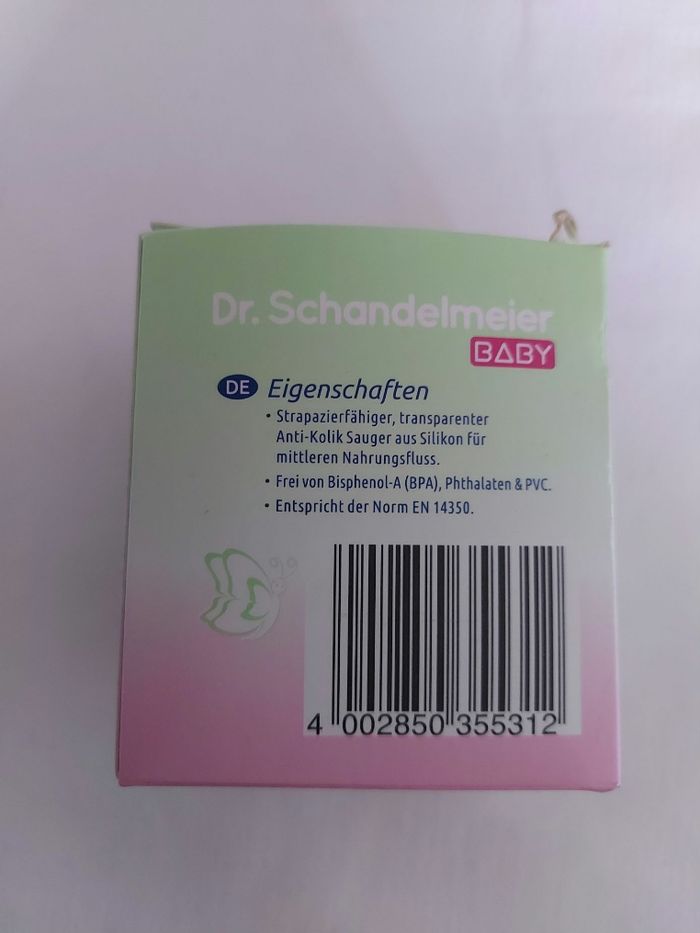 Dr. Schandelmeier
BABY
DE Eigenschaften
• Strapazierfähiger, transparenter
Anti-Kolik Sauger aus Silikon für
mittleren Nahrungsfluss.
• Frei von Bisphenol-A (BPA), Phthalaten & PVC.
• Entspricht der Norm EN 14350.
4 002850 355312